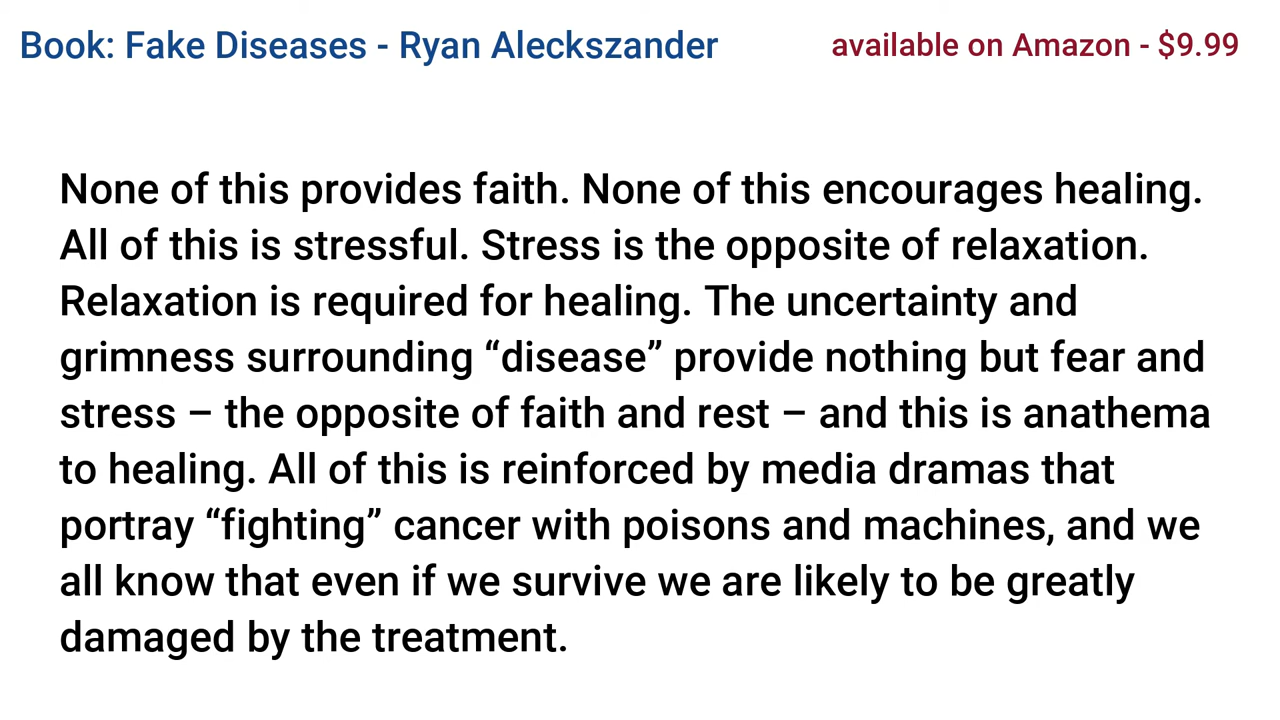 Book: Fake Diseases - Ryan Aleckszander
available on Amazon - $9.99
None of this provides faith. None of this encourages healing.
All of this is stressful. Stress is the opposite of relaxation.
Relaxation is required for healing. The uncertainty and
grimness surrounding “disease” provide nothing but fear and
stress – the opposite of faith and rest – and this is anathema
to healing. All of this is reinforced by media dramas that
portray “fighting” cancer with poisons and machines, and we
all know that even if we survive we are likely to be greatly
damaged by the treatment.